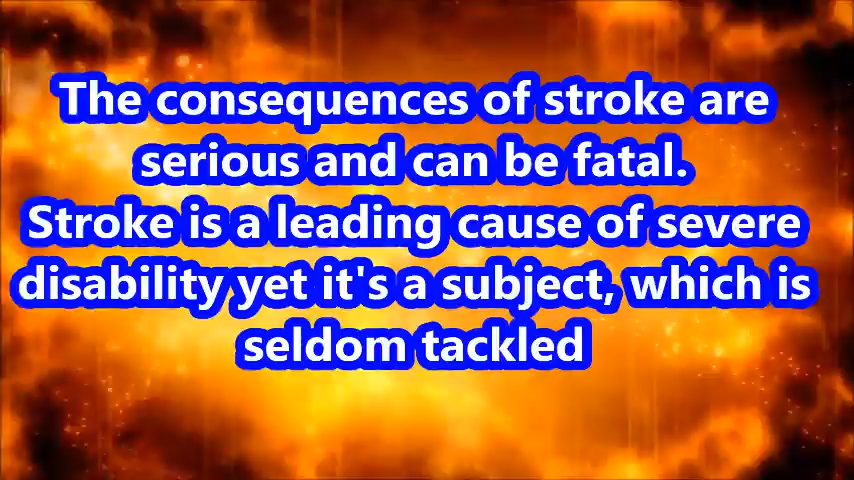 The consequences of stroke are
serious and can be fatal.
Stroke is a leading cause of severe
disability yet it's a subject, which is
seldom tackled